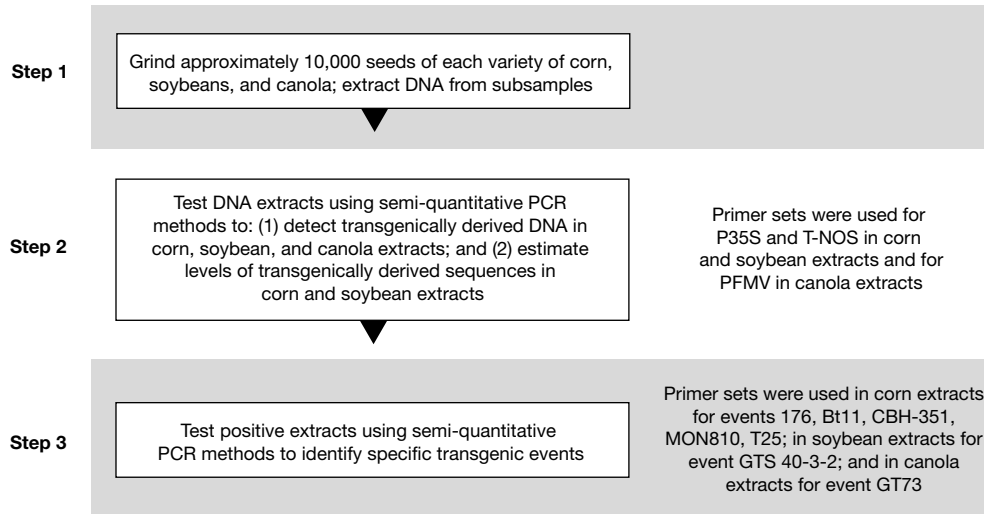 Step 1
Grind approximately 10,000 seeds of each variety of corn,
soybeans, and canola; extract DNA from subsamples
Step 2
Test DNA extracts using semi-quantitative PCR
methods to: (1) detect transgenically derived DNA in
corn, soybean, and canola extracts; and (2) estimate
levels of transgenically derived sequences in
corn and soybean extracts
Primer sets were used for
P35S and T-NOS in corn
and soybean extracts and for
PFMV in canola extracts
Step 3
Test positive extracts using semi-quantitative
PCR methods to identify specific transgenic events
Primer sets were used in corn extracts
for events 176, Bt11, CBH-351,
MON810, T25; in soybean extracts for
event GTS 40-3-2; and in canola
extracts for event GT73